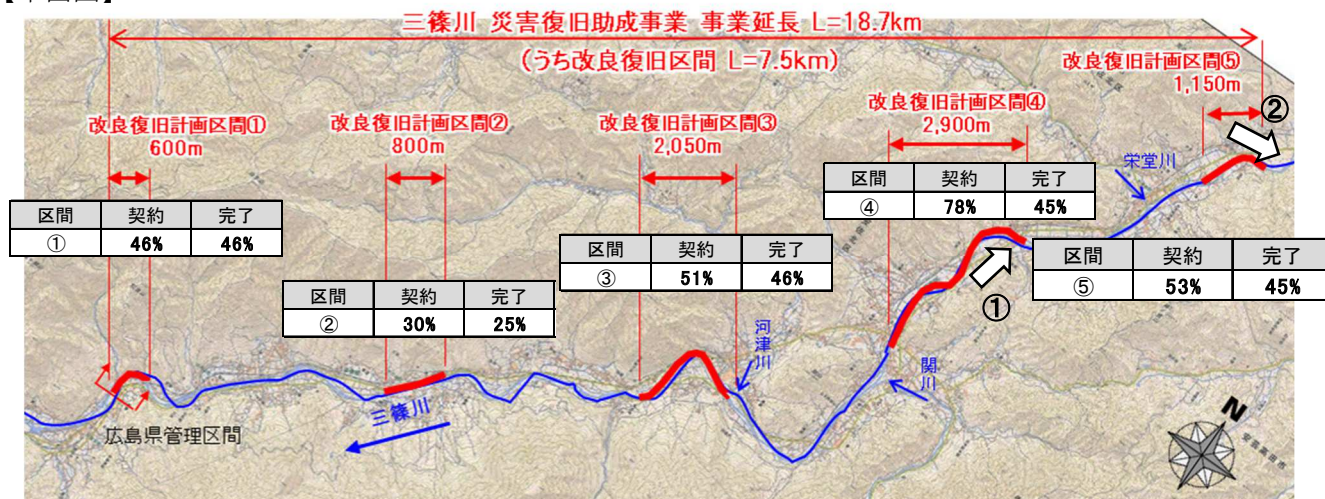 三篠川 災害復旧助成事業 事業延長 L=18.7km
(うち改良復旧区間 L=7.5km)
改良復旧計画区間①
600m
改良復旧計画区間②
800m
改良復旧計画区間③
2,050m
改良復旧計画区間④
2,900m
改良復旧計画区間⑤
1,150m
②
区間 契約 完了
① 46% 46%
区間 契約 完了
② 30% 25%
区間 契約 完了
③ 51% 46%
区間 契約 完了
④ 78% 45%
区間 契約 完了
⑤ 53% 45%
栄堂川
①
河津川
関川
三篠川
広島県管理区間
N